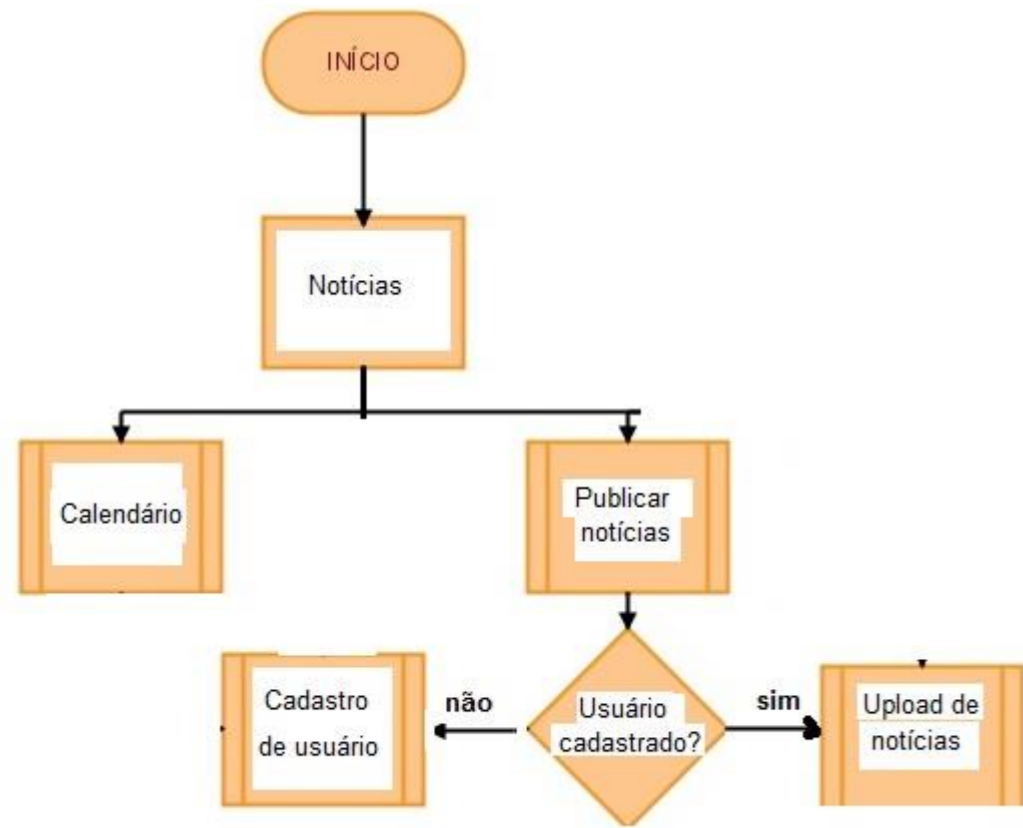 INÍCIO
Notícias
Calendário
Publicar
notícias
Cadastro
de usuário
não
Usuário
cadastrado?
sim
Upload de
notícias